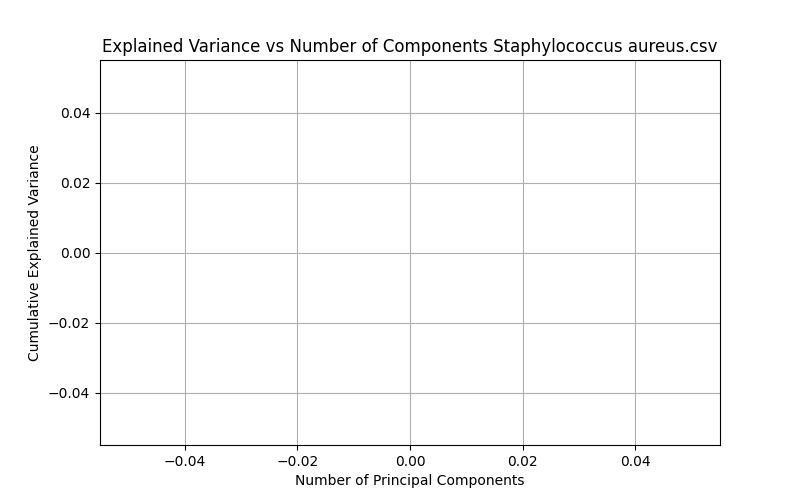 Explained Variance vs Number of Components Staphylococcus aureus.csv
Cumulative Explained Variance
0.04
0.02
0.00
−0.02
−0.04
−0.04 −0.02 0.00 0.02 0.04
Number of Principal Components